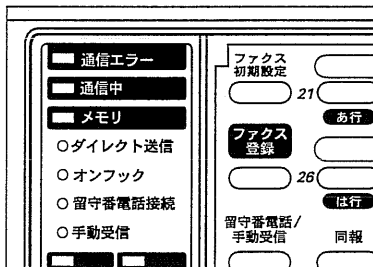 通信エラー
通信中
メモリ
ダイレクト送信
オンフック
留守番電話接続
手動受信
ファクス
初期設定
21
あ行
ファクス
登録
26
は行
留守番電話/
手動受信
同報